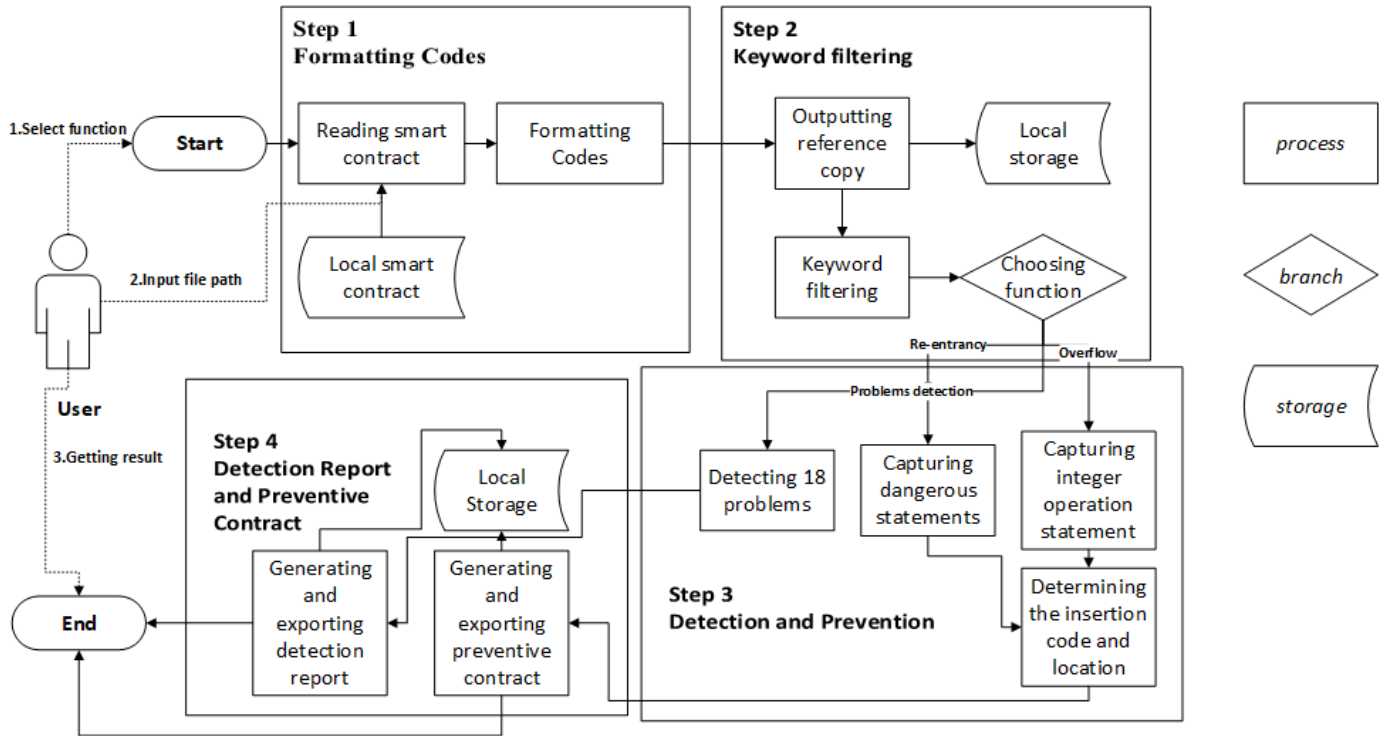 Step 1
Formatting Codes
Step 2
Keyword filtering
1.Select function
Start
Reading smart
contract
Formatting
Codes
Outputting
reference
copy
Local
storage
process
Local smart
contract
2.Input file path
Keyword
filtering
Choosing
function
branch
Re-entrancy
Overflow
Problems detection
storage
User
3.Getting result
Step 4
Detection Report
and Preventive
Contract
Local
Storage
Detecting 18
problems
Capturing
dangerous
statements
Capturing
integer
operation
statement
Generating
and
exporting
detection
report
Generating
and
exporting
preventive
contract
Step 3
Detection and Prevention
Determining
the insertion
code and
location
End